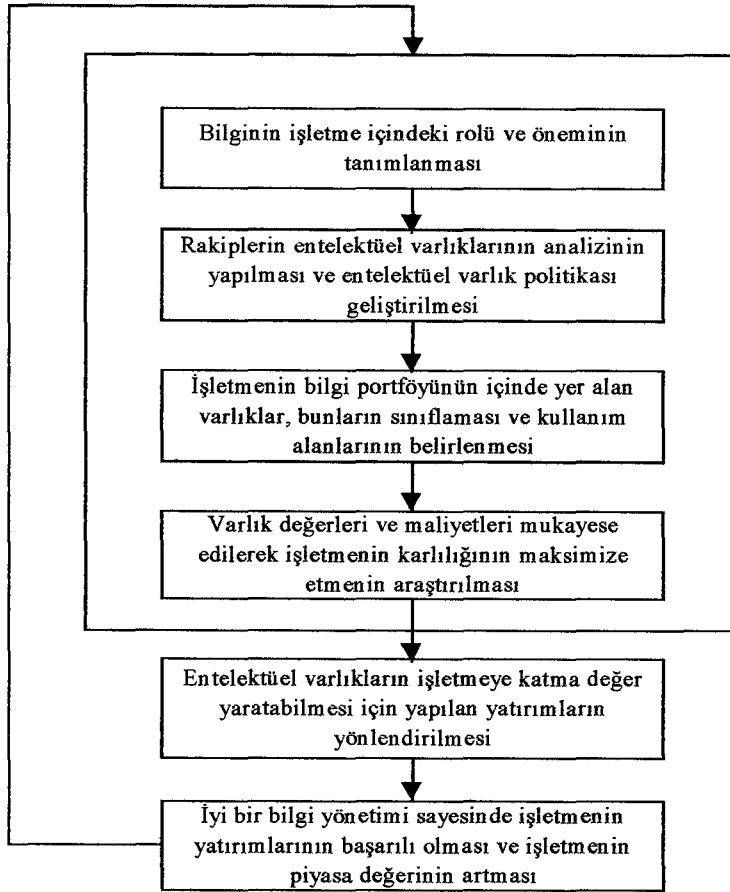 Bilginin işletme içindeki rolü ve öneminin
tanımlanması
Rakiplerin entelektüel varlıklarının analizinin
yapılması ve entelektüel varlık politikası
geliştirilmesi
İşletmenin bilgi portföyünün içinde yer alan
varlıklar, bunların sınıflaması ve kullanım
alanlarının belirlenmesi
Varlık değerleri ve maliyetleri mukayese
edilerek işletmenin karlılığının maksimize
etmenin araştırılması
Entelektüel varlıkların işletmeye katma değer
yaratabilmesi için yapılan yatırımların
yönlendirilmesi
İyi bir bilgi yönetimi sayesinde işletmenin
yatırımlarının başarılı olması ve işletmenin
piyasa değerinin artması